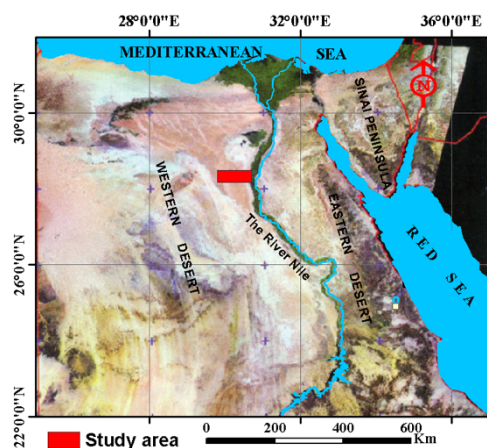 28°0'0"E 32°0'0"E 36°0'0"E
MEDITERRANEAN SEA
N
30°0'0"N
SINAI PENINSULA
WESTERN DESERT
EASTERN DESERT
The River Nile
RED SEA
26°0'0"N
22°0'0"N
Study area
0 200 400 600
Km